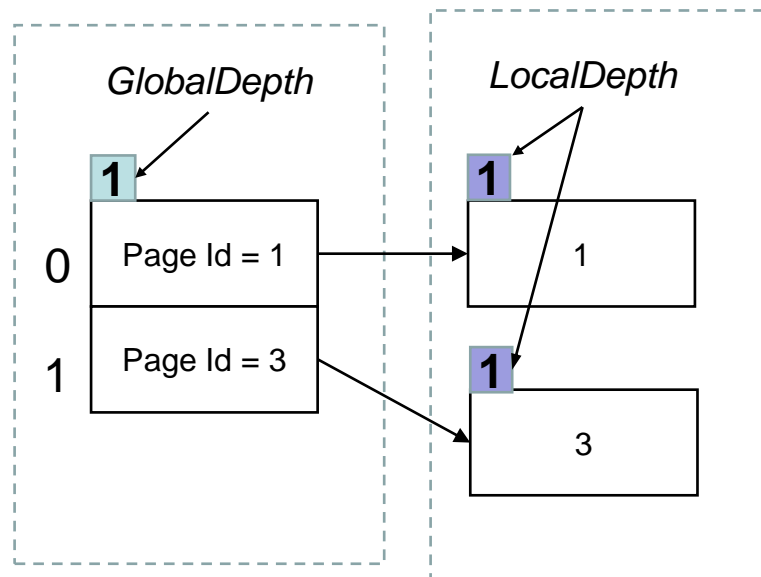 GlobalDepth
LocalDepth
1
1
0
Page Id = 1
1
1
1
Page Id = 3
3